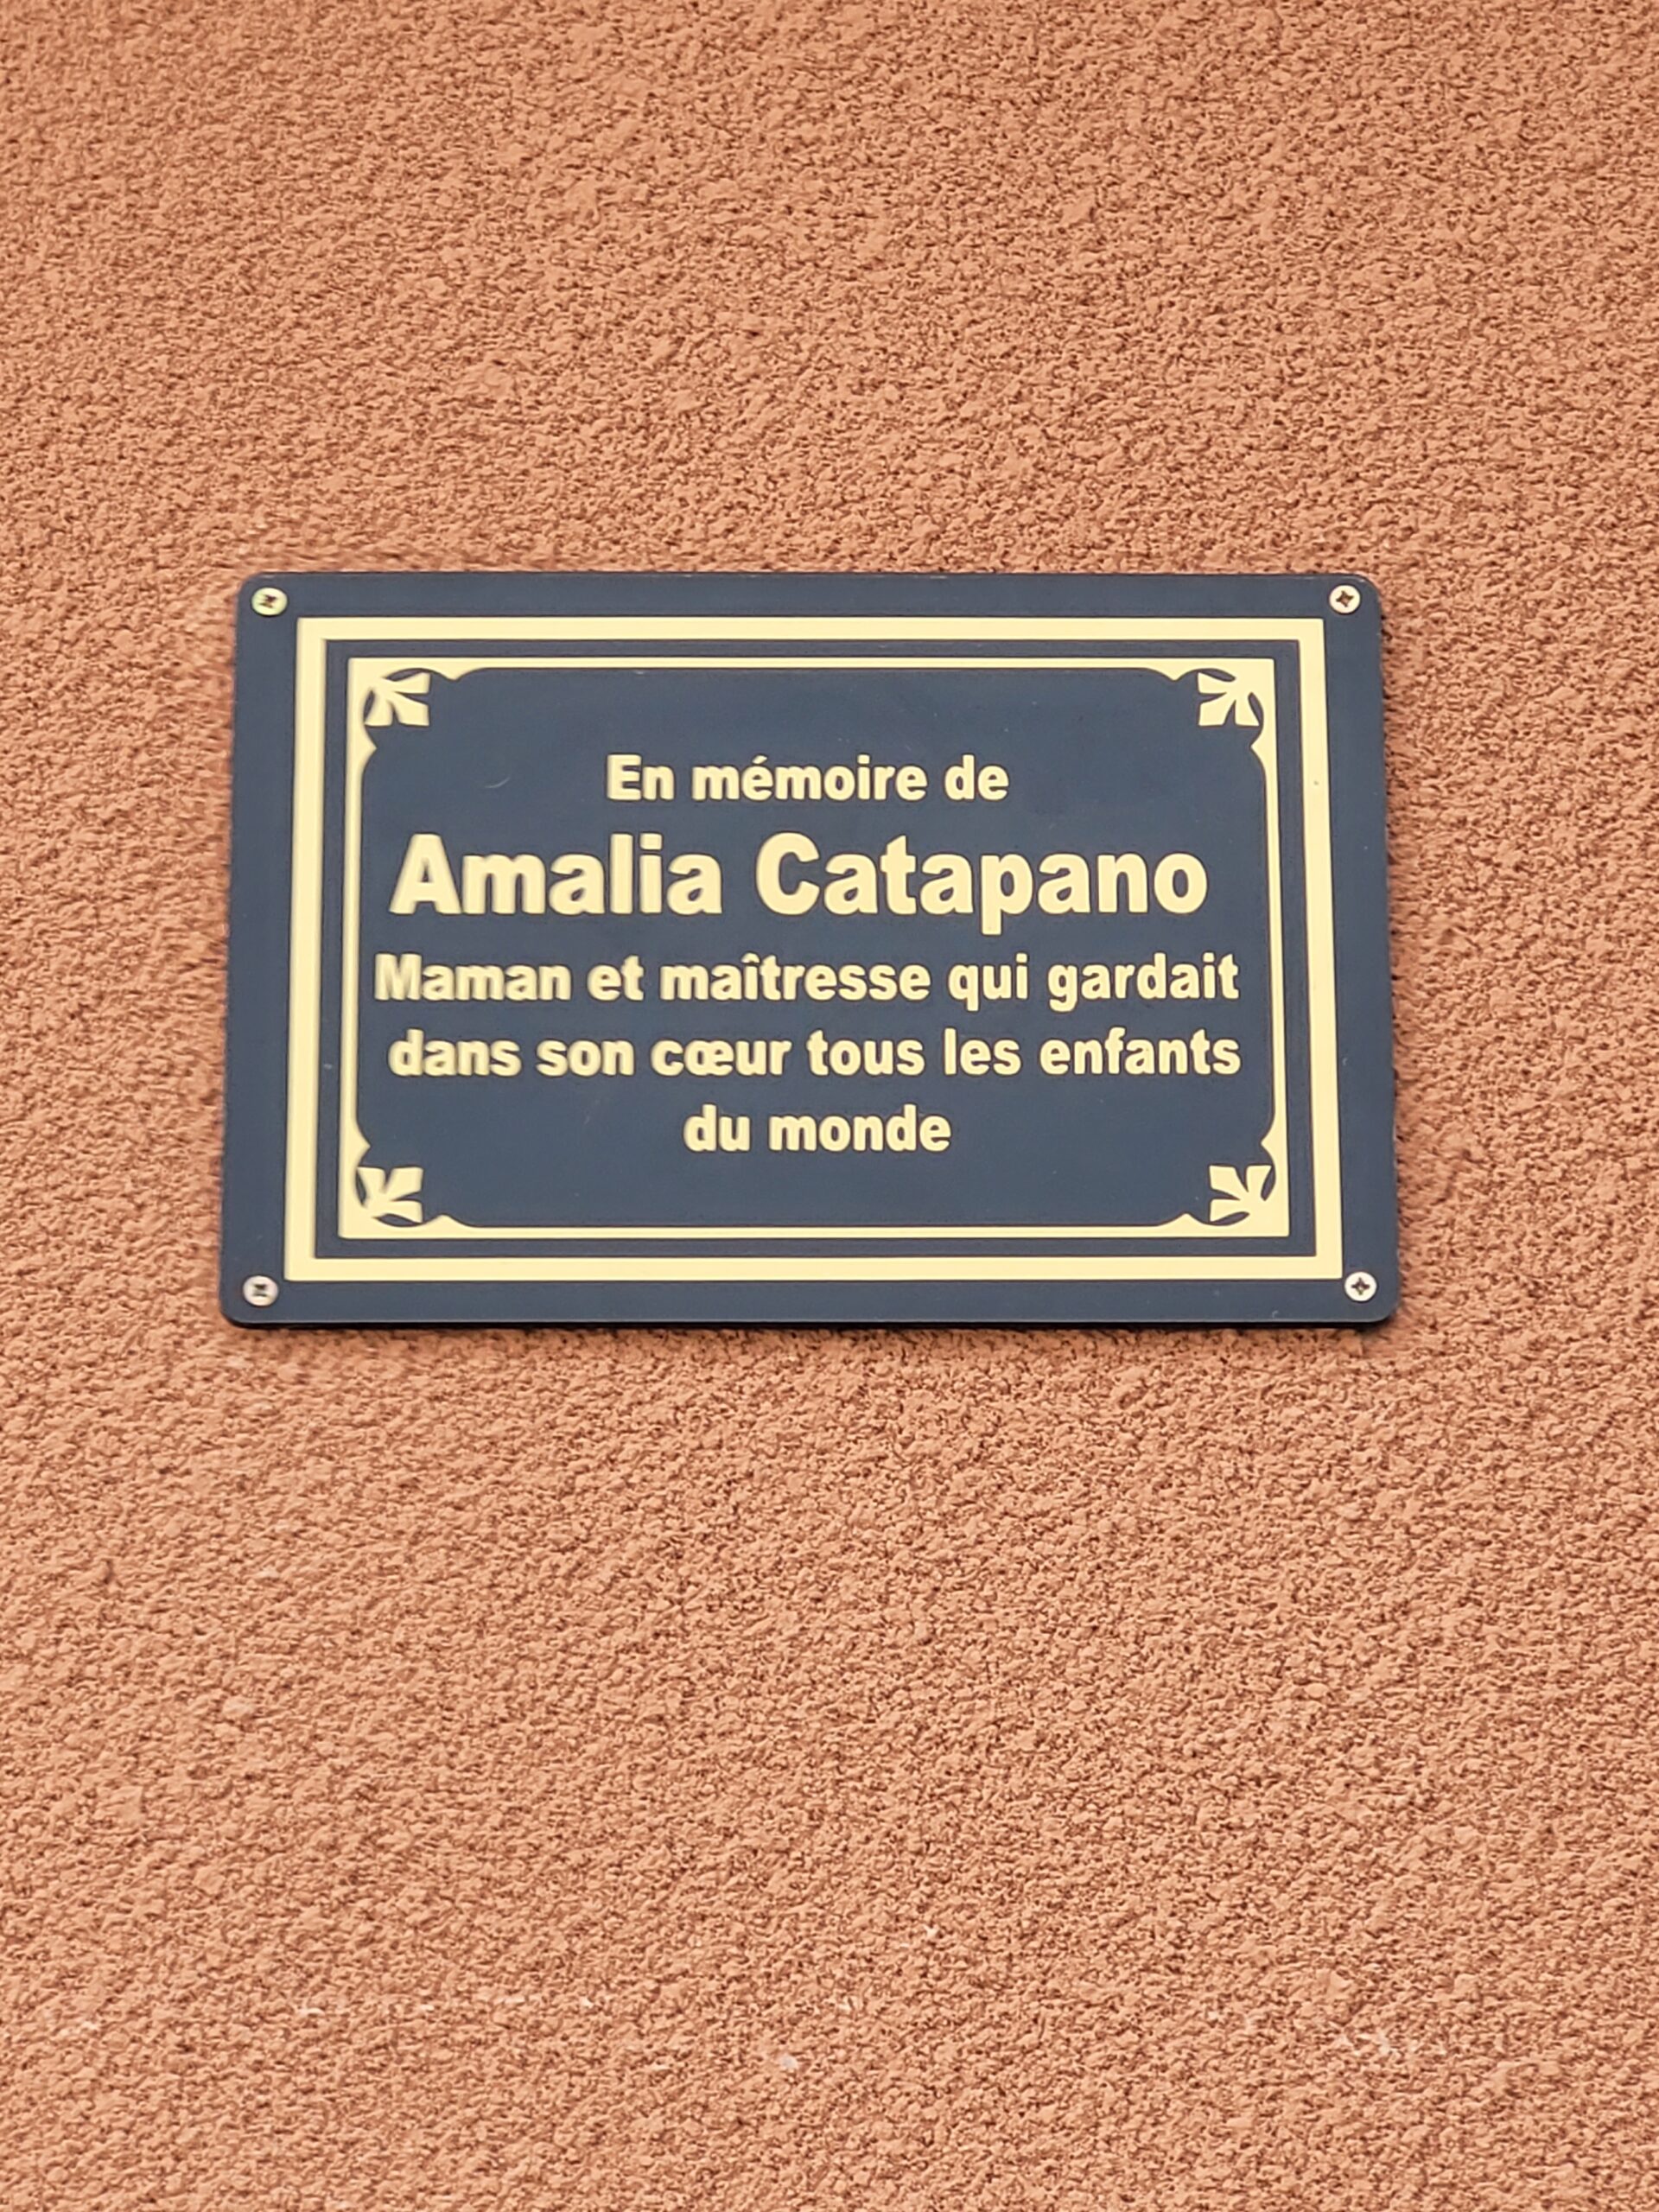 En mémoire de
Amalia Catapano
Maman et maîtresse qui gardait
dans son cœur tous les enfants
du monde